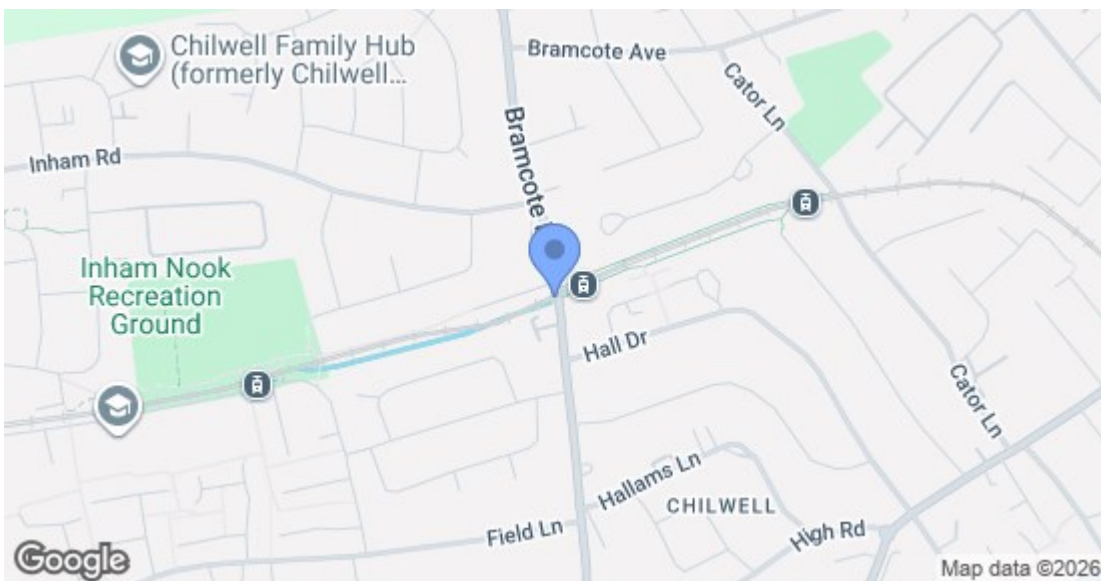 Chilwell Family Hub
(formerly Chilwell...
Bramcote Ave
Cator Ln
Inham Rd
Bramcote
Inham Nook
Recreation
Ground
Hall Dr
Cator Ln
Hallams Ln
CHILWELL
Field Ln
High Rd
Google
Map data ©2026